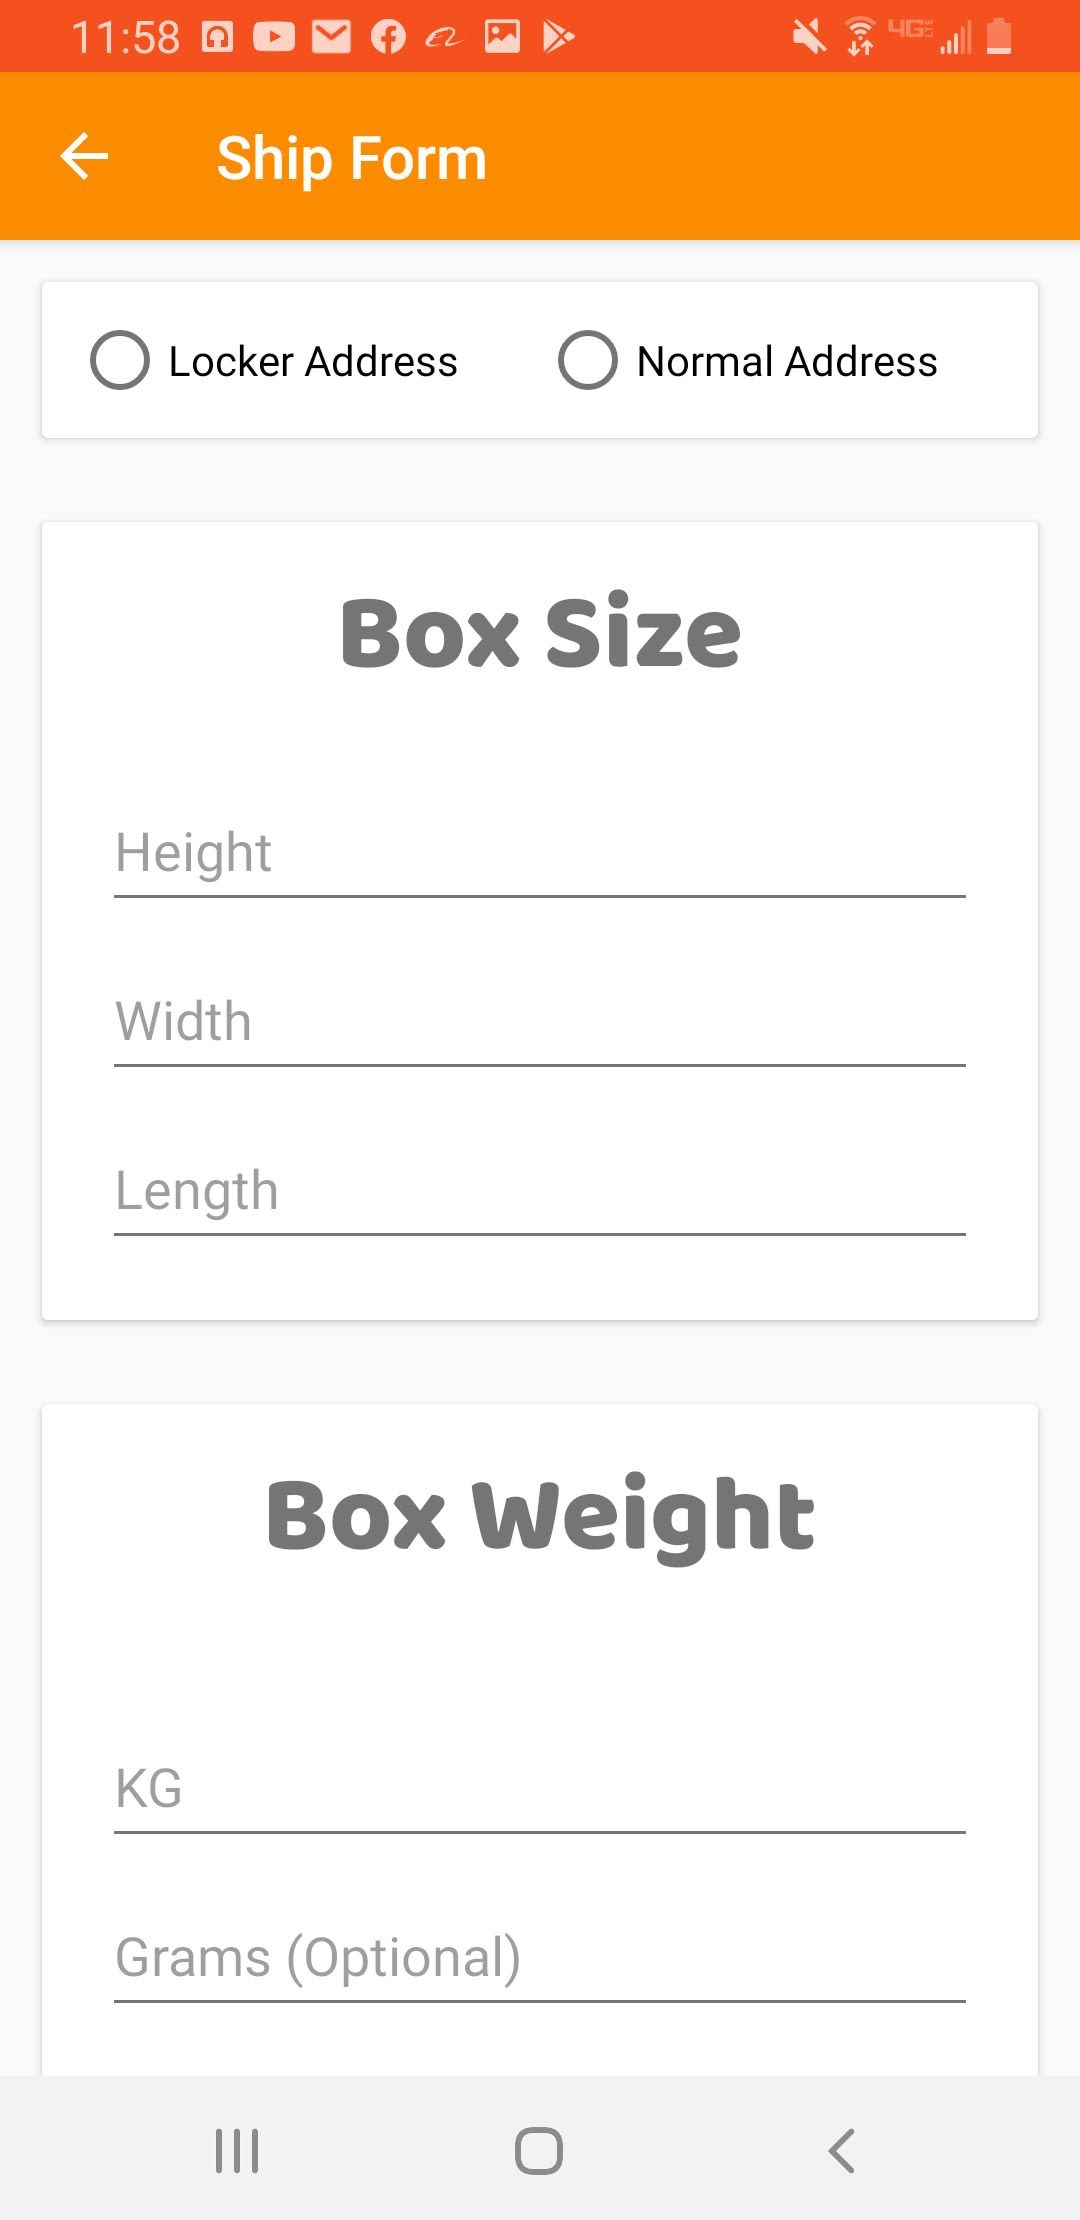 11:58 4G LTE
Ship Form
Locker Address Normal Address
Box Size
Height
Width
Length
Box Weight
KG
Grams (Optional)